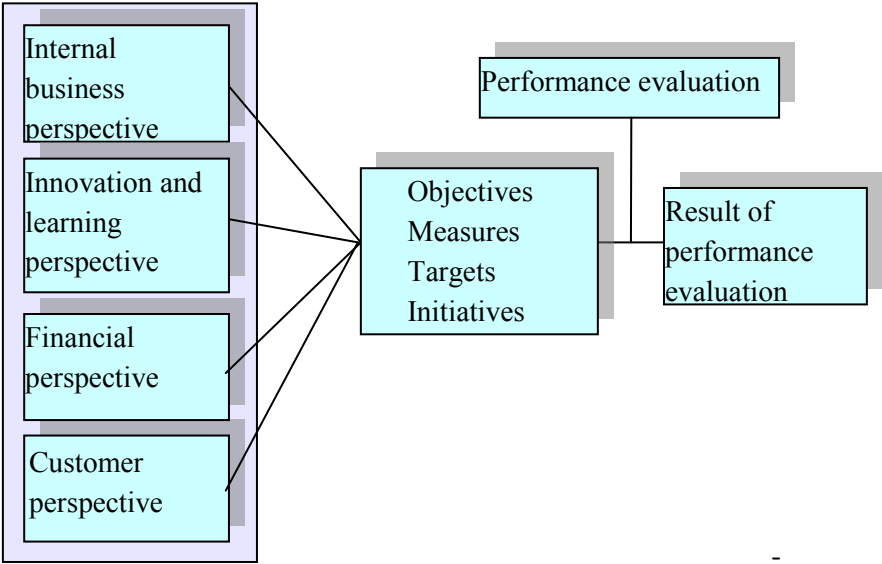 Internal
business
perspective
Innovation and
learning
perspective
Financial
perspective
Customer
perspective
Objectives
Measures
Targets
Initiatives
Performance evaluation
Result of
performance
evaluation
-